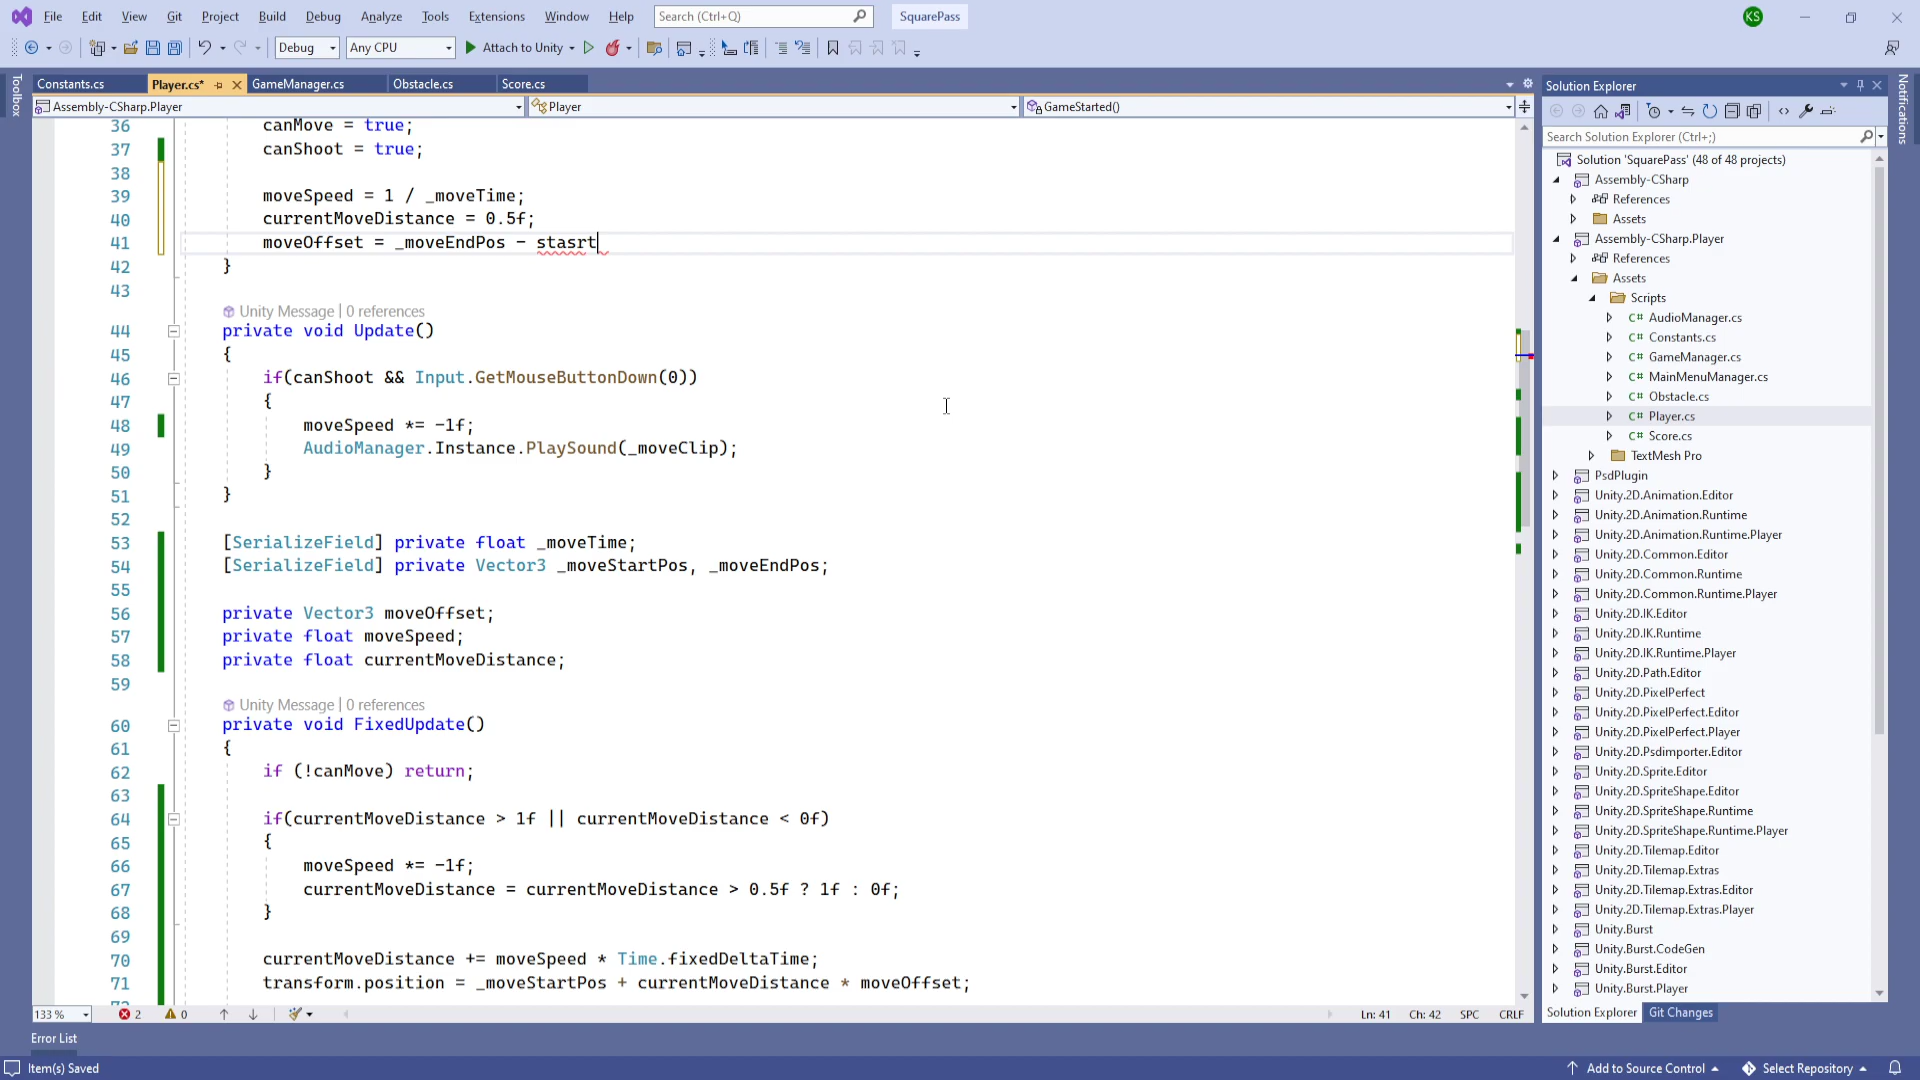 File Edit View Git Project Build Debug Analyze Tools Extensions Window Help Search (Ctrl+Q) SquarePass KS
Debug Any CPU Attach to Unity
Toolbox
Constants.cs Player.cs* GameManager.cs Obstacle.cs Score.cs
Assembly-CSharp.Player Player GameStarted()
36 canMove = true;
37 canShoot = true;
38
39 moveSpeed = 1 / _moveTime;
40 currentMoveDistance = 0.5f;
41 moveOffset = _moveEndPos - stasrt
42 }
43
Unity Message | 0 references
44 private void Update()
45 {
46 if(canShoot && Input.GetMouseButtonDown(0))
47 {
48 moveSpeed *= -1f;
49 AudioManager.Instance.PlaySound(_moveClip);
50 }
51 }
52
53 [SerializeField] private float _moveTime;
54 [SerializeField] private Vector3 _moveStartPos, _moveEndPos;
55
56 private Vector3 moveOffset;
57 private float moveSpeed;
58 private float currentMoveDistance;
59
Unity Message | 0 references
60 private void FixedUpdate()
61 {
62 if (!canMove) return;
63
64 if(currentMoveDistance > 1f || currentMoveDistance < 0f)
65 {
66 moveSpeed *= -1f;
67 currentMoveDistance = currentMoveDistance > 0.5f ? 1f : 0f;
68 }
69
70 currentMoveDistance += moveSpeed * Time.fixedDeltaTime;
71 transform.position = _moveStartPos + currentMoveDistance * moveOffset;
133 % 2 0 Ln: 41 Ch: 42 SPC CRLF
Error List
Item(s) Saved
Solution Explorer
Search Solution Explorer (Ctrl+;)
Solution 'SquarePass' (48 of 48 projects)
Assembly-CSharp
References
Assets
Assembly-CSharp.Player
References
Assets
Scripts
C# AudioManager.cs
C# Constants.cs
C# GameManager.cs
C# MainMenuManager.cs
C# Obstacle.cs
C# Player.cs
C# Score.cs
TextMesh Pro
PsdPlugin
Unity.2D.Animation.Editor
Unity.2D.Animation.Runtime
Unity.2D.Animation.Runtime.Player
Unity.2D.Common.Editor
Unity.2D.Common.Runtime
Unity.2D.Common.Runtime.Player
Unity.2D.IK.Editor
Unity.2D.IK.Runtime
Unity.2D.IK.Runtime.Player
Unity.2D.Path.Editor
Unity.2D.PixelPerfect
Unity.2D.PixelPerfect.Editor
Unity.2D.PixelPerfect.Player
Unity.2D.Psdimporter.Editor
Unity.2D.Sprite.Editor
Unity.2D.SpriteShape.Editor
Unity.2D.SpriteShape.Runtime
Unity.2D.SpriteShape.Runtime.Player
Unity.2D.Tilemap.Editor
Unity.2D.Tilemap.Extras
Unity.2D.Tilemap.Extras.Editor
Unity.2D.Tilemap.Extras.Player
Unity.Burst
Unity.Burst.CodeGen
Unity.Burst.Editor
Unity.Burst.Player
Solution Explorer Git Changes
Notifications
Add to Source Control Select Repository